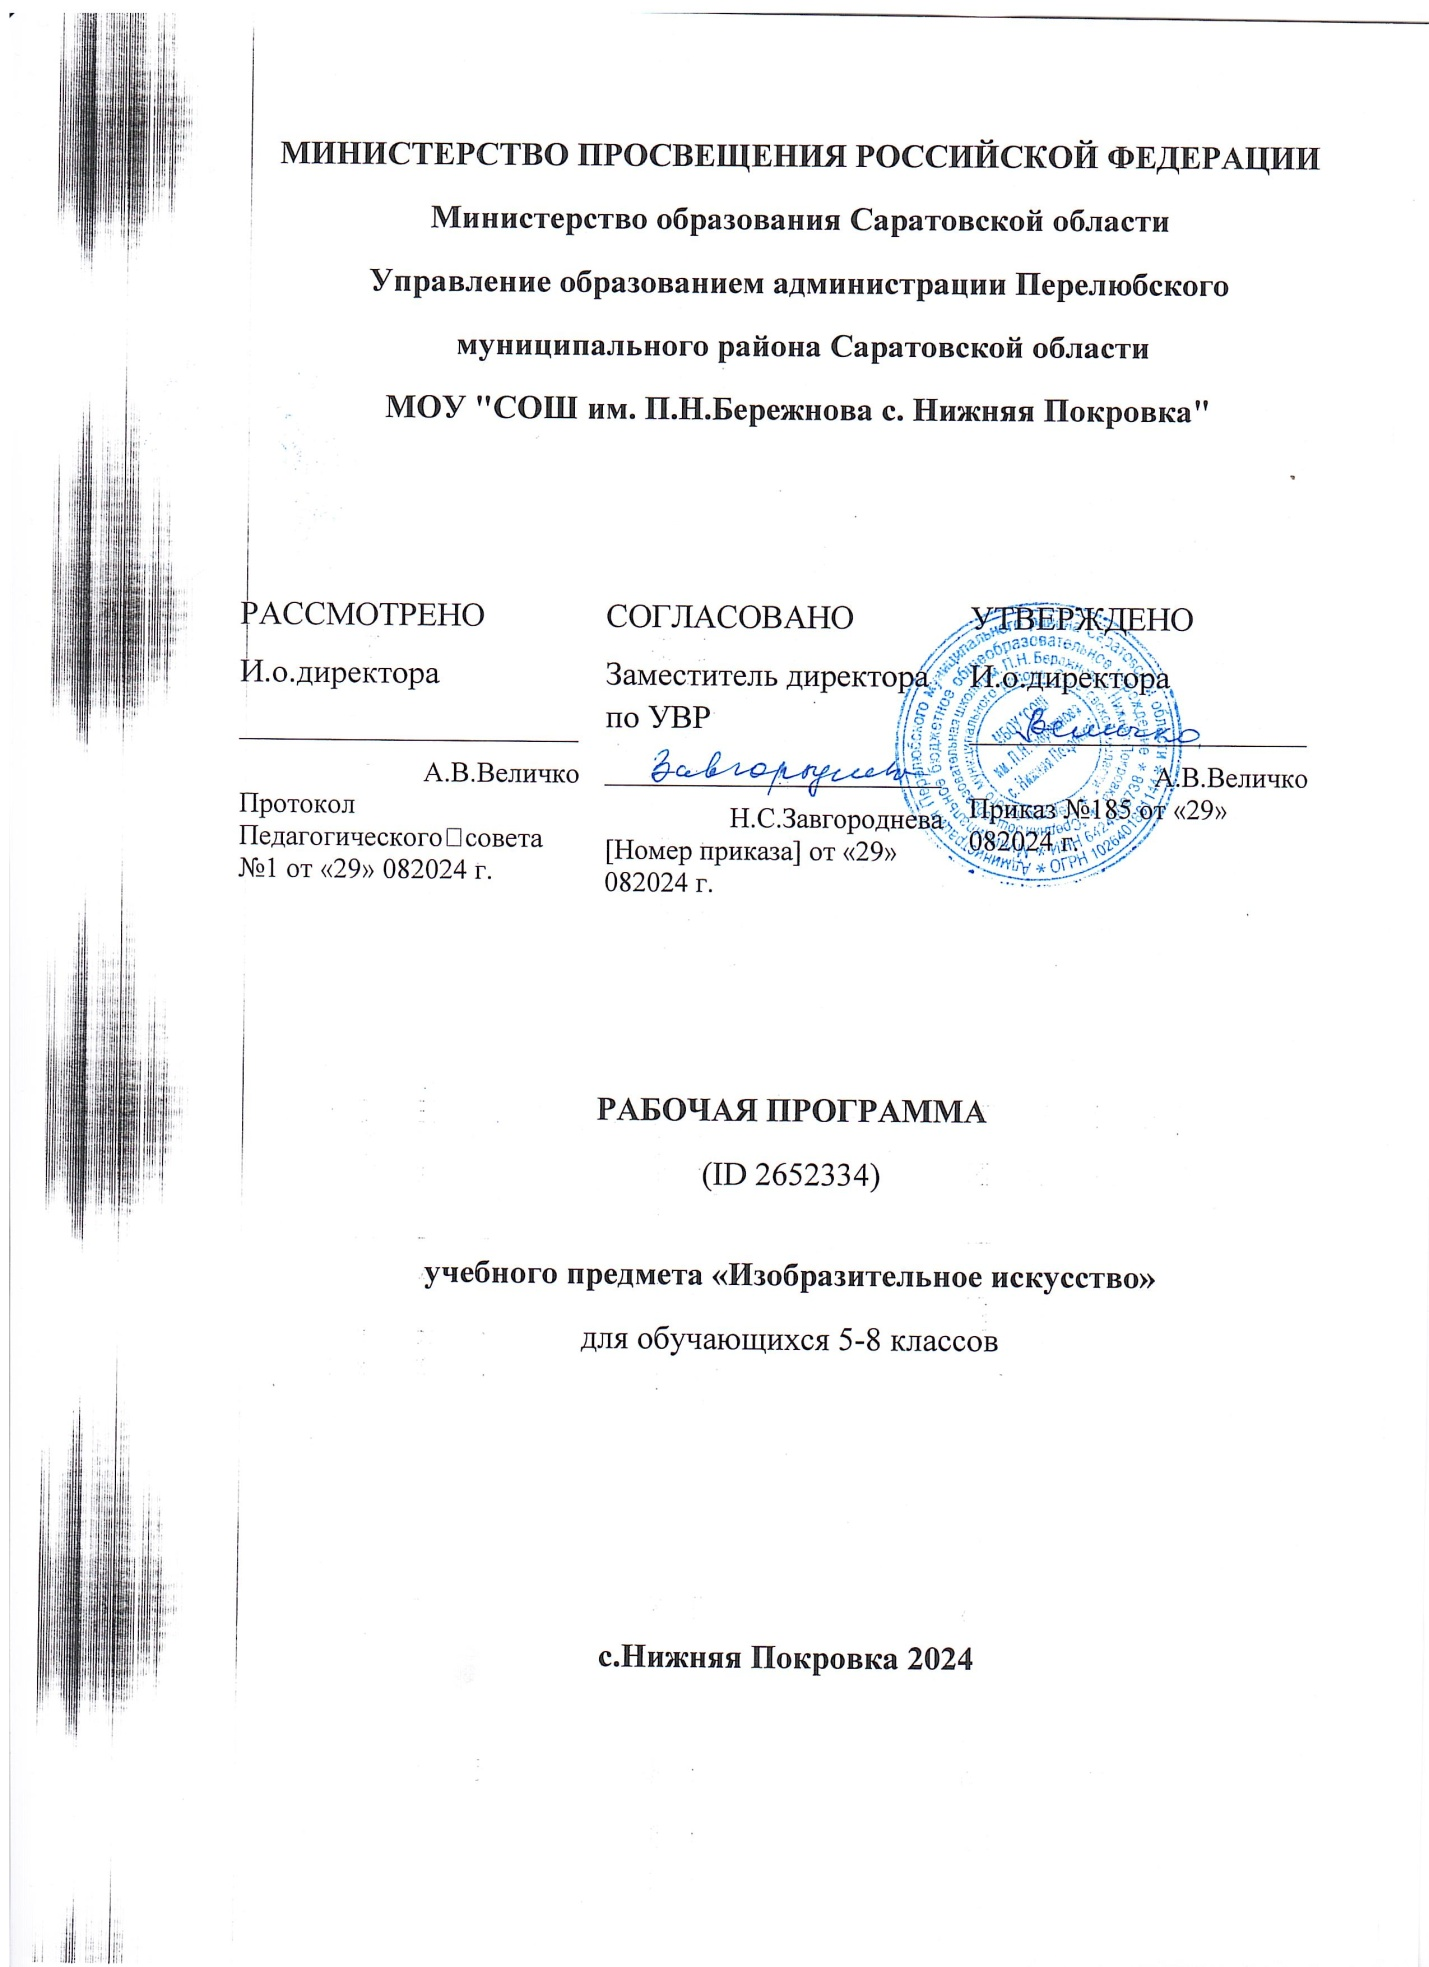 МИНИСТЕРСТВО ПРОСВЕЩЕНИЯ РОССИЙСКОЙ ФЕДЕРАЦИИ
Министерство образования Саратовской области
Управление образованием администрации Перелюбского
муниципального района Саратовской области
МОУ "СОШ им. П.Н.Бережнова с. Нижняя Покровка"
РАССМОТРЕНО
И.о.директора
А.В.Величко
Протокол
Педагогического□совета
№1 от «29» 082024 г.
СОГЛАСОВАНО
Заместитель директора
по УВР
Завгороднева
Н.С.Завгороднева
[Номер приказа] от «29»
082024 г.
УТВЕРЖДЕНО
И.о.директора
Величко
А.В.Величко
Приказ №185 от «29»
082024 г.
РАБОЧАЯ ПРОГРАММА
(ID 2652334)
учебного предмета «Изобразительное искусство»
для обучающихся 5-8 классов
с.Нижняя Покровка 2024